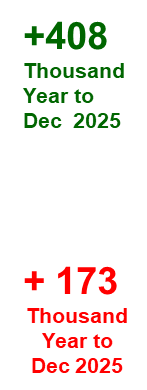 +408
Thousand
Year to
Dec  2025
+ 173
Thousand
Year to
Dec 2025